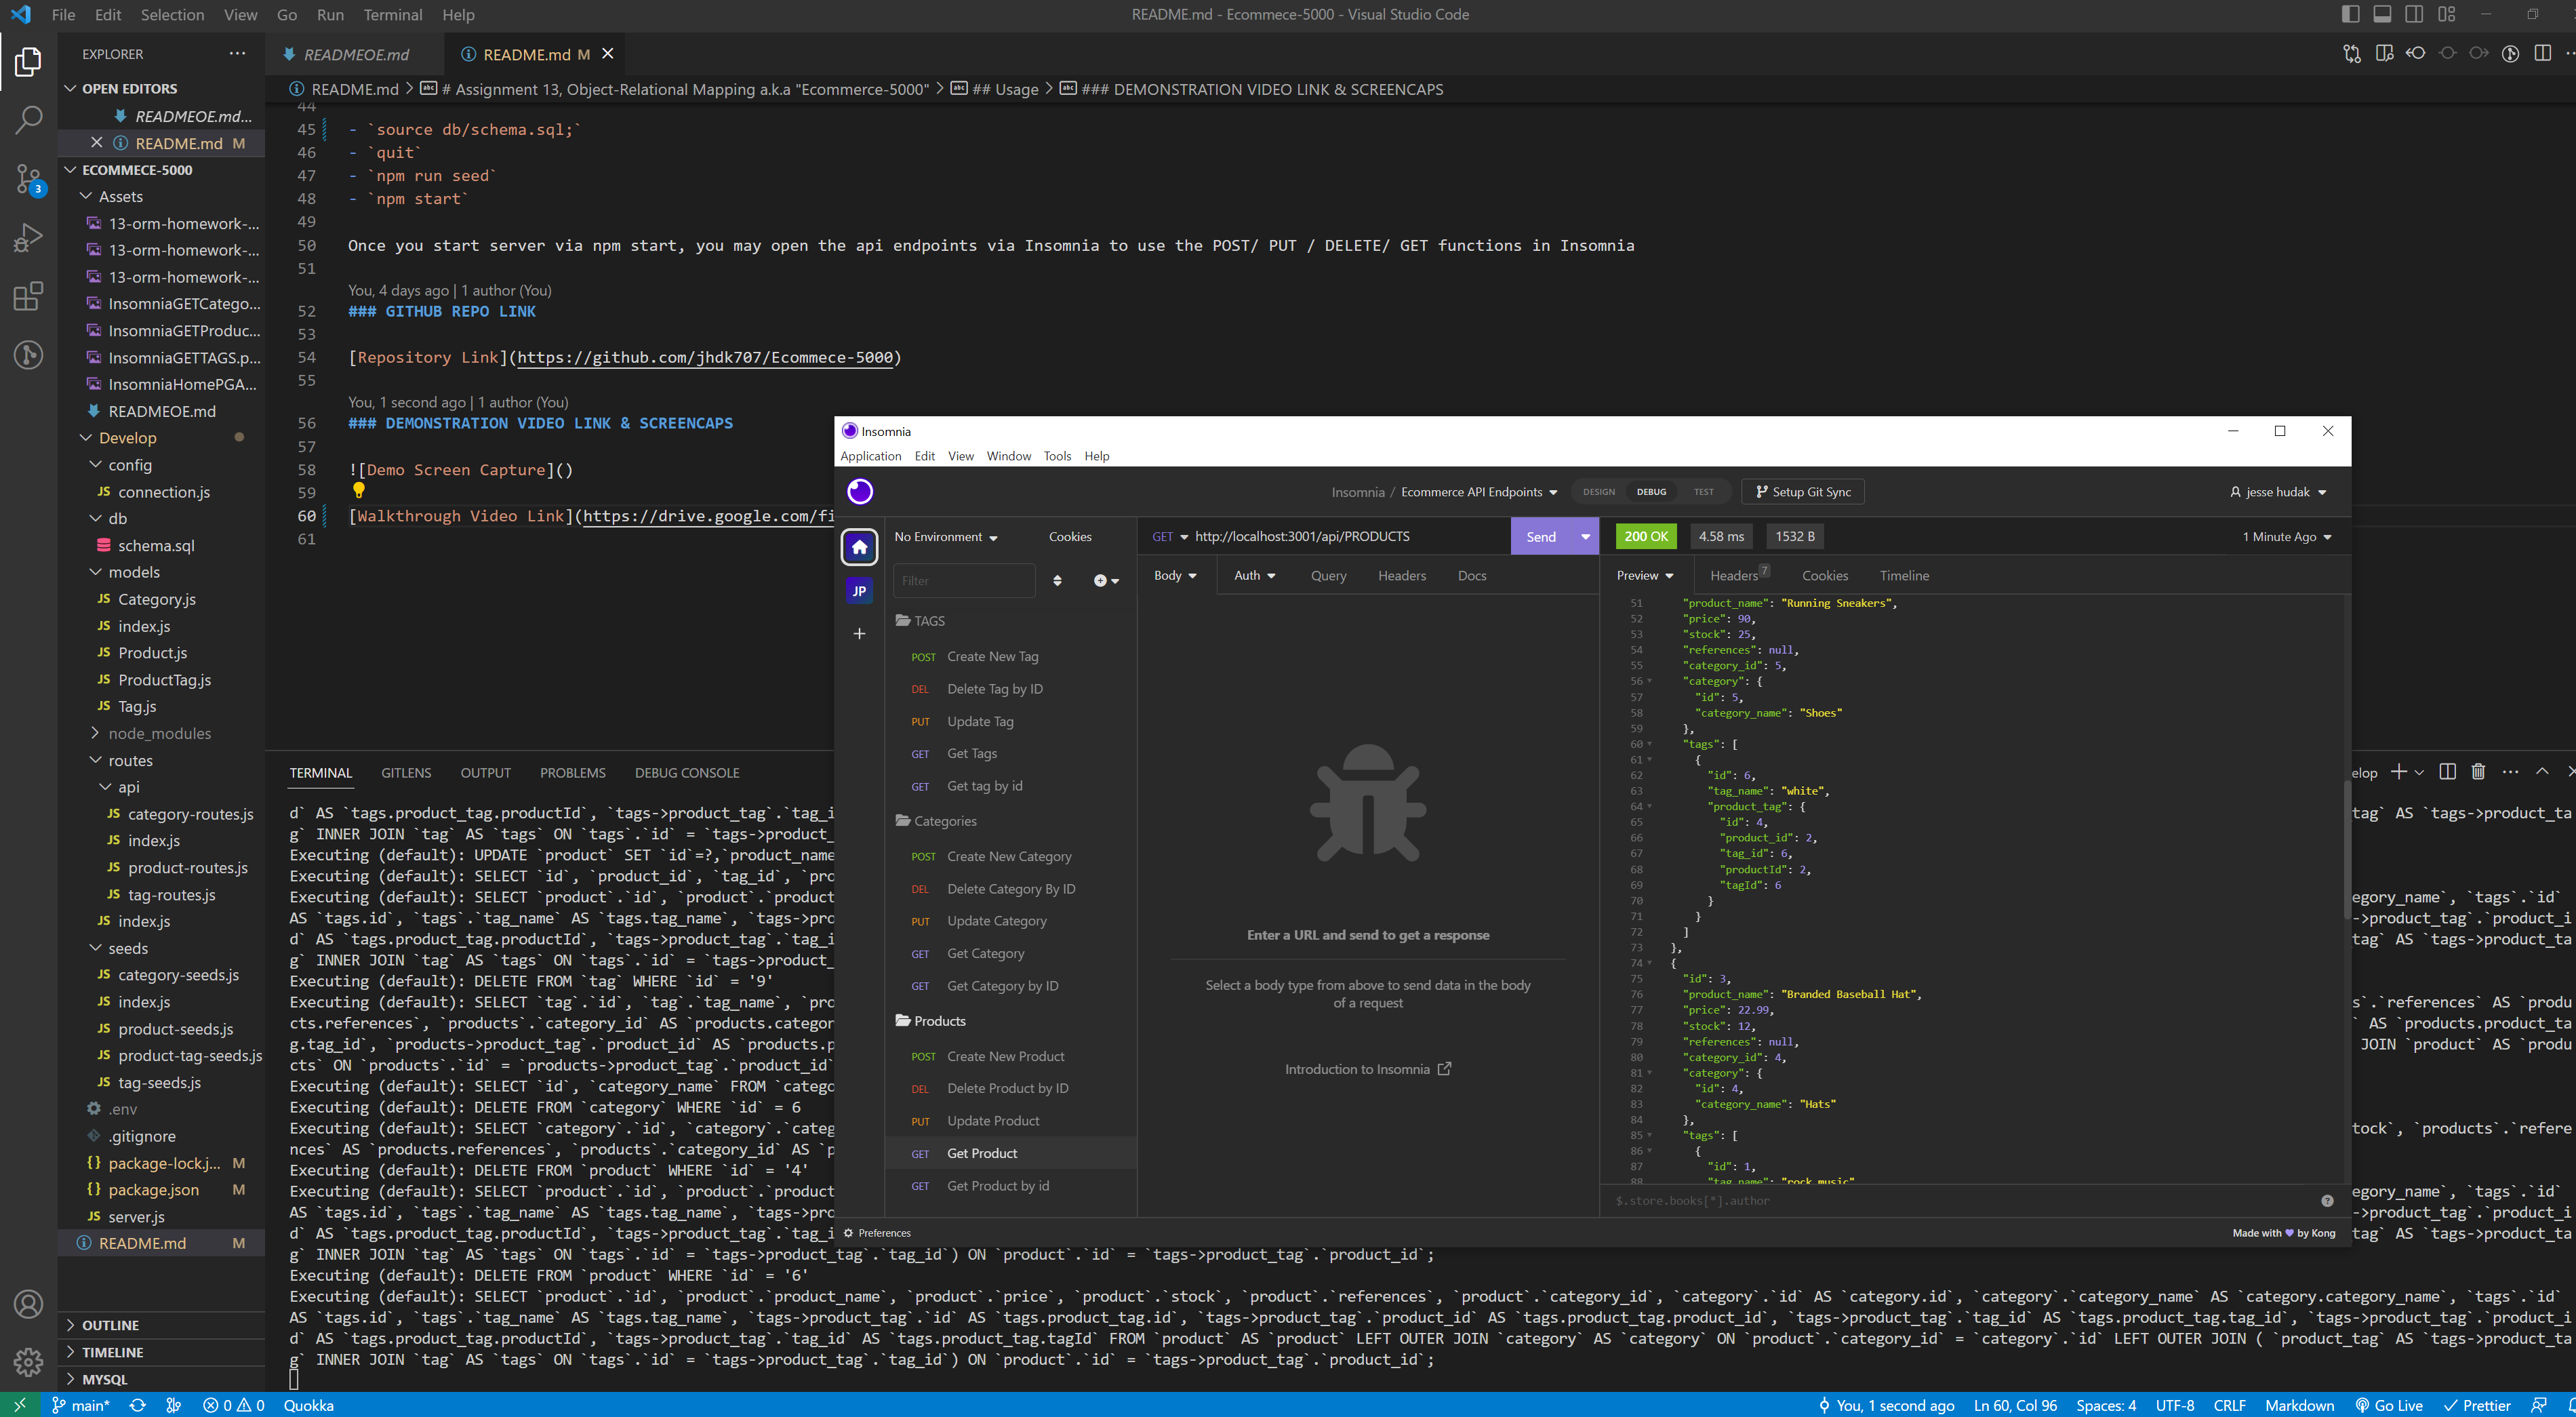 File Edit Selection View Go Run Terminal Help
README.md - Ecommece-5000 - Visual Studio Code
EXPLORER
OPEN EDITORS
READMEOE.md...
README.md M
ECOMMECE-5000
Assets
13-orm-homework-...
13-orm-homework-...
13-orm-homework-...
InsomniaGETCatego...
InsomniaGETProduc...
InsomniaGETTAGS.p...
InsomniaHomePGA...
READMEOE.md
Develop
config
JS connection.js
db
schema.sql
models
JS Category.js
JS index.js
JS Product.js
JS ProductTag.js
JS Tag.js
node_modules
routes
api
JS category-routes.js
JS index.js
JS product-routes.js
JS tag-routes.js
JS index.js
seeds
JS category-seeds.js
JS index.js
JS product-seeds.js
JS product-tag-seeds.js
JS tag-seeds.js
.env
.gitignore
{} package-lock.j... M
{} package.json M
JS server.js
README.md M
OUTLINE
TIMELINE
MYSQL
3
READMEOE.md
README.md M
README.md > # Assignment 13, Object-Relational Mapping a.k.a "Ecommerce-5000" > ## Usage > ### DEMONSTRATION VIDEO LINK & SCREENCAPS
44
45 - `source db/schema.sql;`
46 - `quit`
47 - `npm run seed`
48 - `npm start`
49
50 Once you start server via npm start, you may open the api endpoints via Insomnia to use the POST/ PUT / DELETE/ GET functions in Insomnia
51
You, 4 days ago | 1 author (You)
52 ### GITHUB REPO LINK
53
54 [Repository Link](https://github.com/jhdk707/Ecommece-5000)
55
You, 1 second ago | 1 author (You)
56 ### DEMONSTRATION VIDEO LINK & SCREENCAPS
57
58 ![Demo Screen Capture]()
59
60 [Walkthrough Video Link](https://drive.google.com/fi
61
TERMINAL GITLENS OUTPUT PROBLEMS DEBUG CONSOLE
elop
d` AS `tags.product_tag.productId`, `tags->product_tag`.`tag_i
tag` AS `tags->product_ta
g` INNER JOIN `tag` AS `tags` ON `tags`.`id` = `tags->product_
Executing (default): UPDATE `product` SET `id`=?,`product_name
Executing (default): SELECT `id`, `product_id`, `tag_id`, `pro
Executing (default): SELECT `product`.`id`, `product`.`product
egory_name`, `tags`.`id`
AS `tags.id`, `tags`.`tag_name` AS `tags.tag_name`, `tags->pro
->product_tag`.`product_i
d` AS `tags.product_tag.productId`, `tags->product_tag`.`tag_i
tag` AS `tags->product_ta
g` INNER JOIN `tag` AS `tags` ON `tags`.`id` = `tags->product_
Executing (default): DELETE FROM `tag` WHERE `id` = '9'
Executing (default): SELECT `tag`.`id`, `tag`.`tag_name`, `pro
s`.`references` AS `produ
cts.references`, `products`.`category_id` AS `products.categor
` AS `products.product_ta
g.tag_id`, `products->product_tag`.`product_id` AS `products.p
JOIN `product` AS `produ
cts` ON `products`.`id` = `products->product_tag`.`product_id`
Executing (default): SELECT `id`, `category_name` FROM `catego
Executing (default): DELETE FROM `category` WHERE `id` = 6
Executing (default): SELECT `category`.`id`, `category`.`categ
tock`, `products`.`refere
nces` AS `products.references`, `products`.`category_id` AS `p
Executing (default): DELETE FROM `product` WHERE `id` = '4'
Executing (default): SELECT `product`.`id`, `product`.`product
egory_name`, `tags`.`id`
AS `tags.id`, `tags`.`tag_name` AS `tags.tag_name`, `tags->pro
->product_tag`.`product_i
d` AS `tags.product_tag.productId`, `tags->product_tag`.`tag_i
tag` AS `tags->product_ta
g` INNER JOIN `tag` AS `tags` ON `tags`.`id` = `tags->product_tag`.`tag_id`) ON `product`.`id` = `tags->product_tag`.`product_id`;
Executing (default): DELETE FROM `product` WHERE `id` = '6'
Executing (default): SELECT `product`.`id`, `product`.`product_name`, `product`.`price`, `product`.`stock`, `product`.`references`, `product`.`category_id`, `category`.`id` AS `category.id`, `category`.`category_name` AS `category.category_name`, `tags`.`id`
AS `tags.id`, `tags`.`tag_name` AS `tags.tag_name`, `tags->product_tag`.`id` AS `tags.product_tag.id`, `tags->product_tag`.`product_id` AS `tags.product_tag.product_id`, `tags->product_tag`.`tag_id` AS `tags.product_tag.tag_id`, `tags->product_tag`.`product_i
d` AS `tags.product_tag.productId`, `tags->product_tag`.`tag_id` AS `tags.product_tag.tagId` FROM `product` AS `product` LEFT OUTER JOIN `category` AS `category` ON `product`.`category_id` = `category`.`id` LEFT OUTER JOIN ( `product_tag` AS `tags->product_ta
g` INNER JOIN `tag` AS `tags` ON `tags`.`id` = `tags->product_tag`.`tag_id`) ON `product`.`id` = `tags->product_tag`.`product_id`;
Insomnia
Application Edit View Window Tools Help
Insomnia / Ecommerce API Endpoints
DESIGN DEBUG TEST
Setup Git Sync
jesse hudak
JP
No Environment Cookies
Filter
TAGS
POST Create New Tag
DEL Delete Tag by ID
PUT Update Tag
GET Get Tags
GET Get tag by id
Categories
POST Create New Category
DEL Delete Category By ID
PUT Update Category
GET Get Category
GET Get Category by ID
Products
POST Create New Product
DEL Delete Product by ID
PUT Update Product
GET Get Product
GET Get Product by id
GET http://localhost:3001/api/PRODUCTS Send
Body Auth Query Headers Docs
Enter a URL and send to get a response
Select a body type from above to send data in the body
of a request
Introduction to Insomnia
200 OK 4.58 ms 1532 B 1 Minute Ago
Preview Headers 7 Cookies Timeline
51 "product_name": "Running Sneakers",
52 "price": 90,
53 "stock": 25,
54 "references": null,
55 "category_id": 5,
56 "category": {
57 "id": 5,
58 "category_name": "Shoes"
59 },
60 "tags": [
61 {
62 "id": 6,
63 "tag_name": "white",
64 "product_tag": {
65 "id": 4,
66 "product_id": 2,
67 "tag_id": 6,
68 "productId": 2,
69 "tagId": 6
70 }
71 }
72 ]
73 },
74 {
75 "id": 3,
76 "product_name": "Branded Baseball Hat",
77 "price": 22.99,
78 "stock": 12,
79 "references": null,
80 "category_id": 4,
81 "category": {
82 "id": 4,
83 "category_name": "Hats"
84 },
85 "tags": [
86 {
87 "id": 1,
88 "tag_name": "rock music"
$.store.books[*].author
Preferences
Made with ♥ by Kong
main* 0 0 Quokka
You, 1 second ago Ln 60, Col 96 Spaces: 4 UTF-8 CRLF Markdown Go Live Prettier